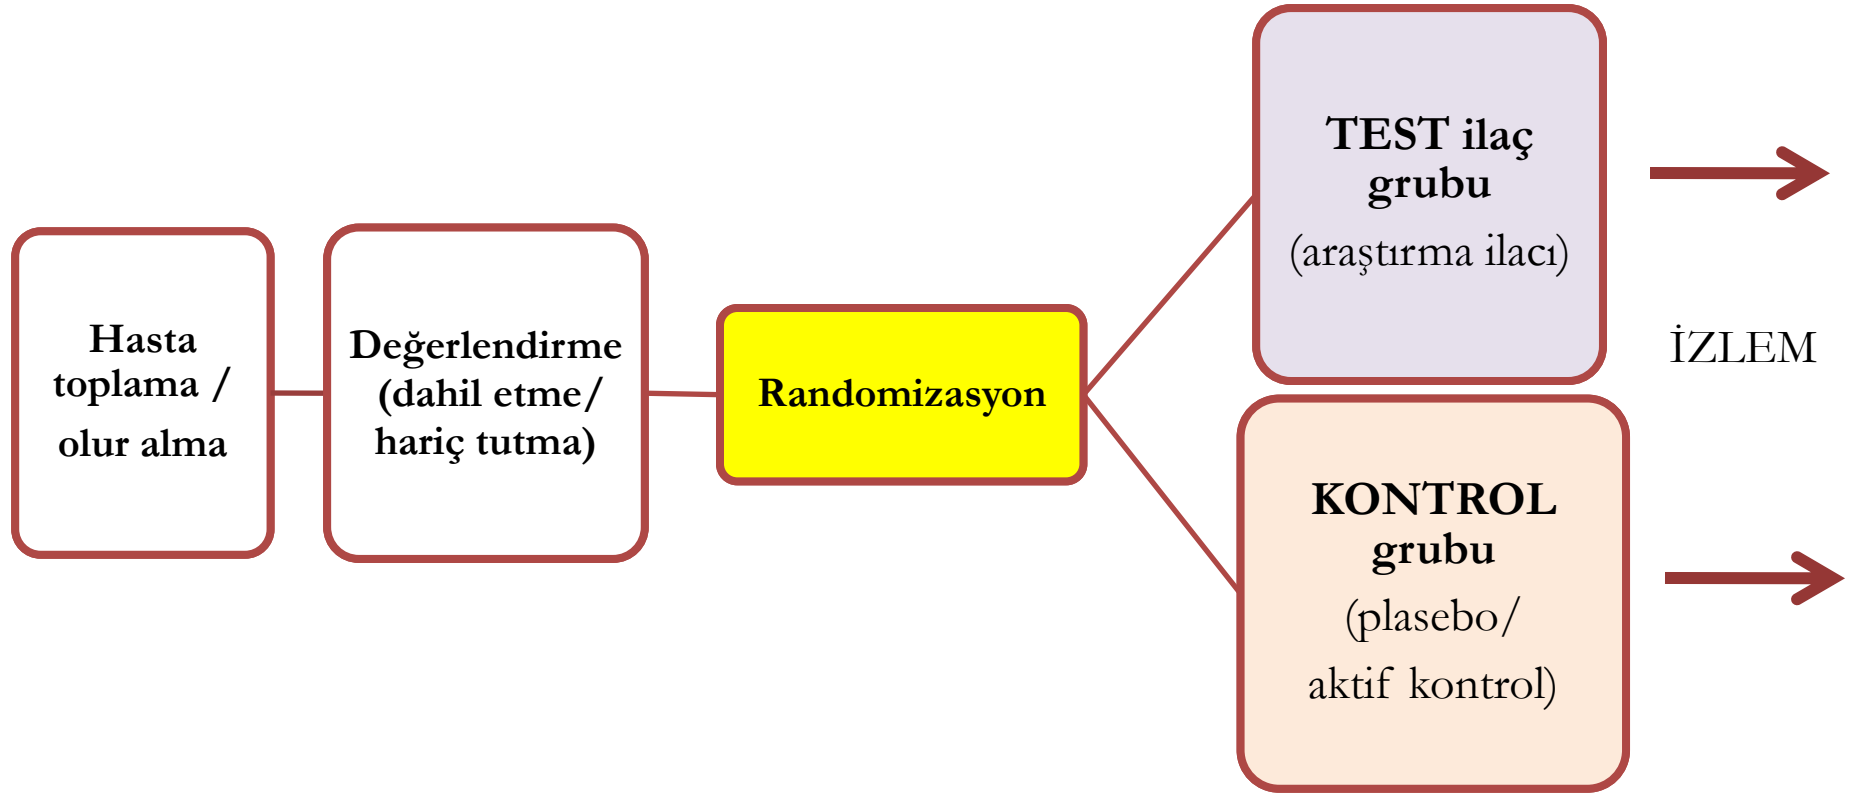 Hasta
toplama /
olur alma
Değerlendirme
(dahil etme/
hariç tutma)
Randomizasyon
TEST ilaç
grubu
(araştırma ilacı)
İZLEM
KONTROL
grubu
(plasebo/
aktif kontrol)